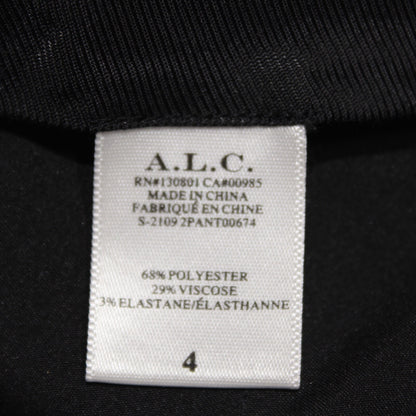 A.L.C.
RN#130801 CA#00985
MADE IN CHINA
FABRIQUÉ EN CHINE
S-2109 2PANT00674
68% POLYESTER
29% VISCOSE
3% ELASTANE/ÉLASTHANNE
4